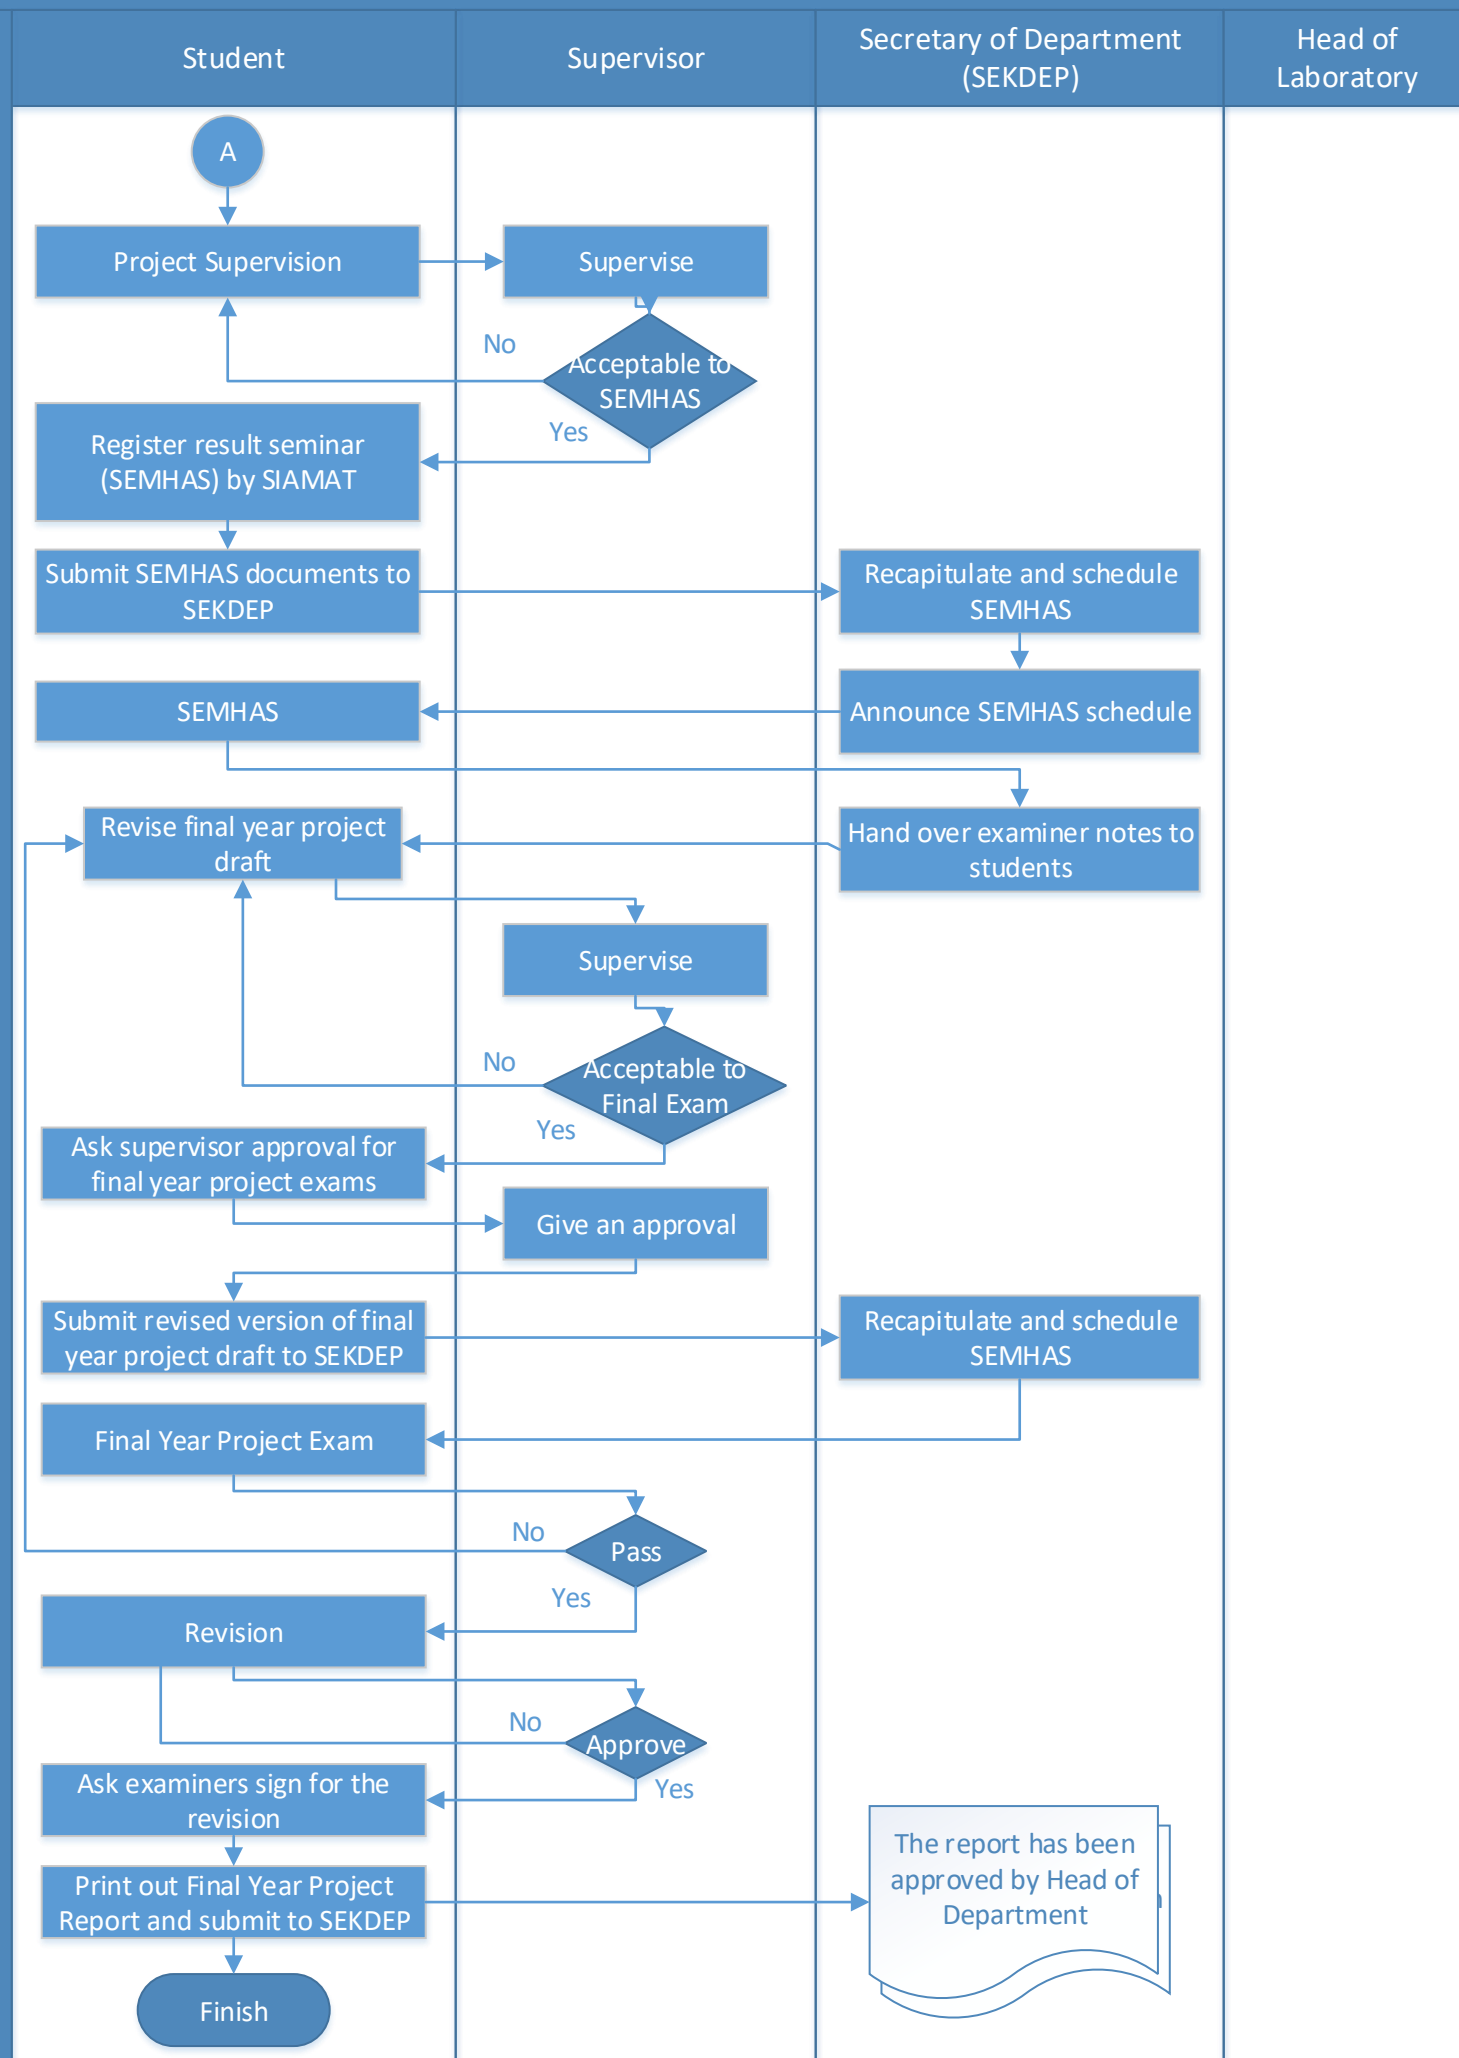 Student
Supervisor
Secretary of Department
(SEKDEP)
Head of
Laboratory
A
Project Supervision
Supervise
No
Acceptable to
SEMHAS
Yes
Register result seminar
(SEMHAS) by SIAMAT
Submit SEMHAS documents to
SEKDEP
Recapitulate and schedule
SEMHAS
SEMHAS
Announce SEMHAS schedule
Revise final year project
draft
Hand over examiner notes to
students
Supervise
No
Acceptable to
Final Exam
Yes
Ask supervisor approval for
final year project exams
Give an approval
Submit revised version of final
year project draft to SEKDEP
Recapitulate and schedule
SEMHAS
Final Year Project Exam
No
Pass
Yes
Revision
No
Approve
Yes
Ask examiners sign for the
revision
The report has been
approved by Head of
Department
Print out Final Year Project
Report and submit to SEKDEP
Finish